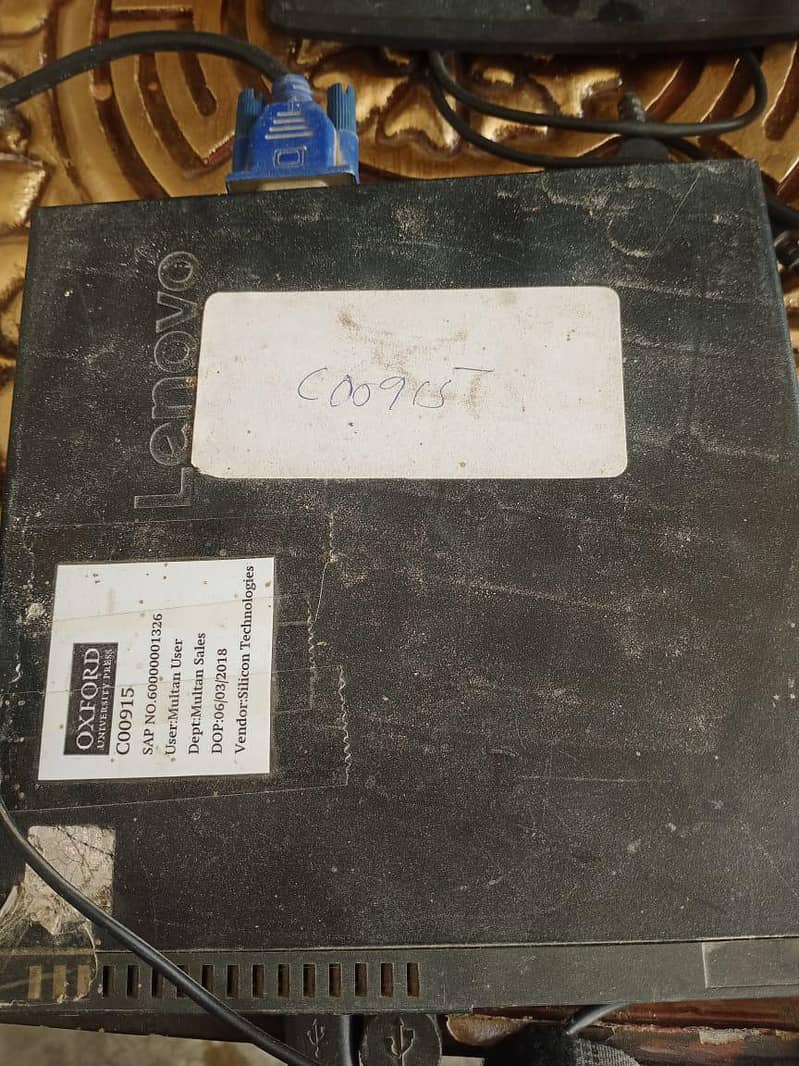 Lenovo
C00915
OXFORD
UNIVERSITY PRESS
C00915
SAP NO.60000001326
User:Multan User
Dept:Multan Sales
DOP:06/03/2018
Vendor:Silicon Technologies